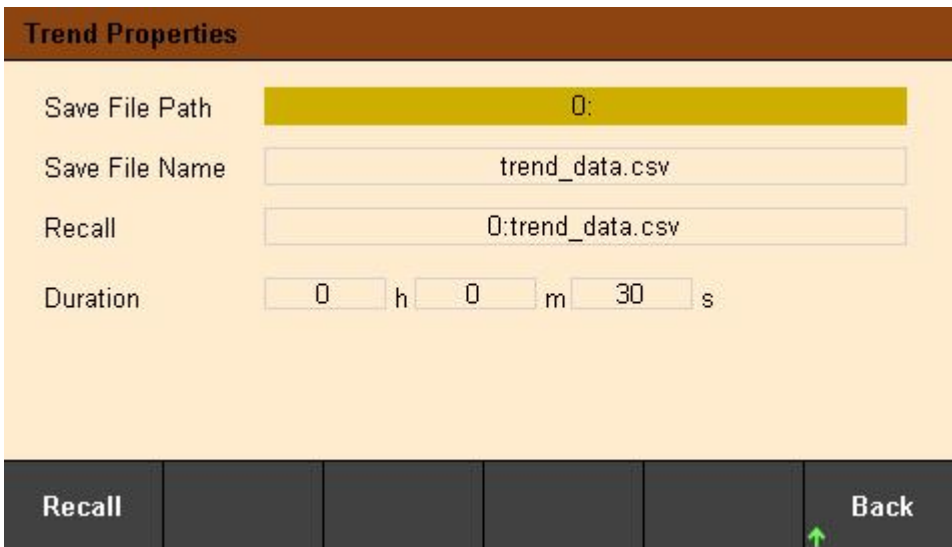 Trend Properties
Save File Path 0:
Save File Name trend_data.csv
Recall 0:trend_data.csv
Duration 0 h 0 m 30 s
Recall Back